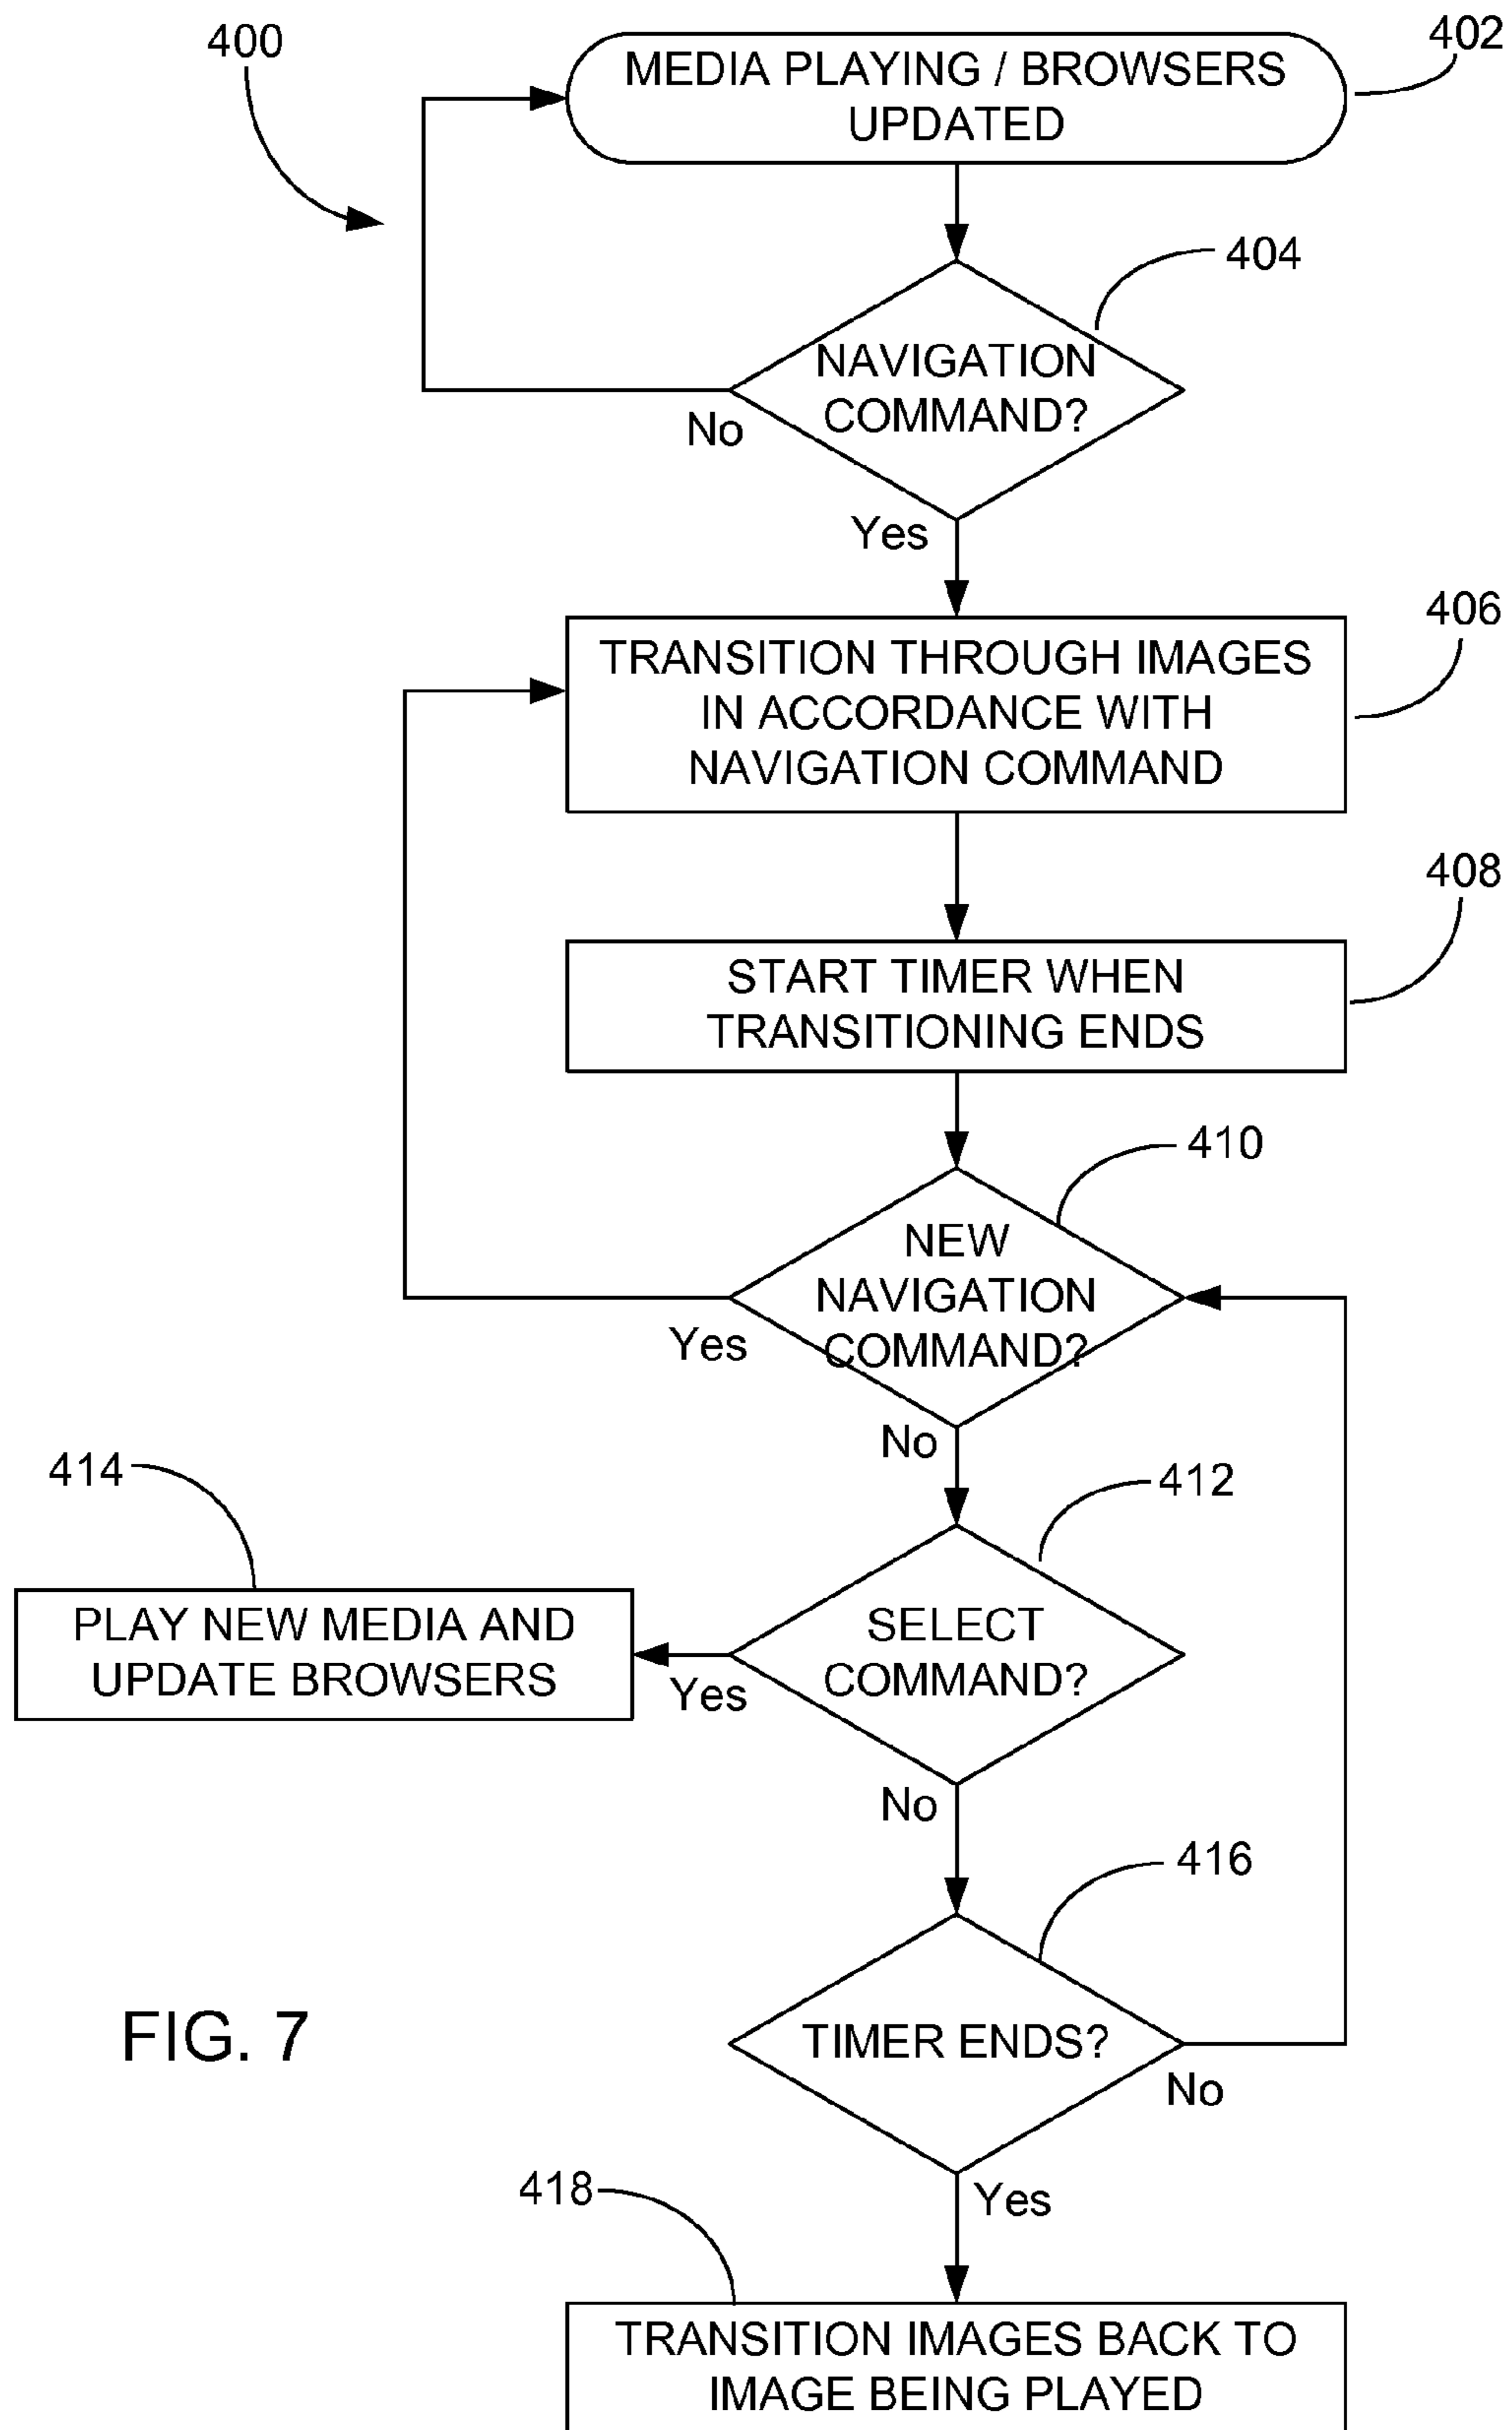 400
MEDIA PLAYING / BROWSERS
UPDATED
402
404
NAVIGATION
COMMAND?
No
Yes
406
TRANSITION THROUGH IMAGES
IN ACCORDANCE WITH
NAVIGATION COMMAND
408
START TIMER WHEN
TRANSITIONING ENDS
410
NEW
NAVIGATION
COMMAND?
Yes
No
414
412
PLAY NEW MEDIA AND
UPDATE BROWSERS
SELECT
COMMAND?
Yes
No
416
FIG. 7
TIMER ENDS?
No
418
Yes
TRANSITION IMAGES BACK TO
IMAGE BEING PLAYED